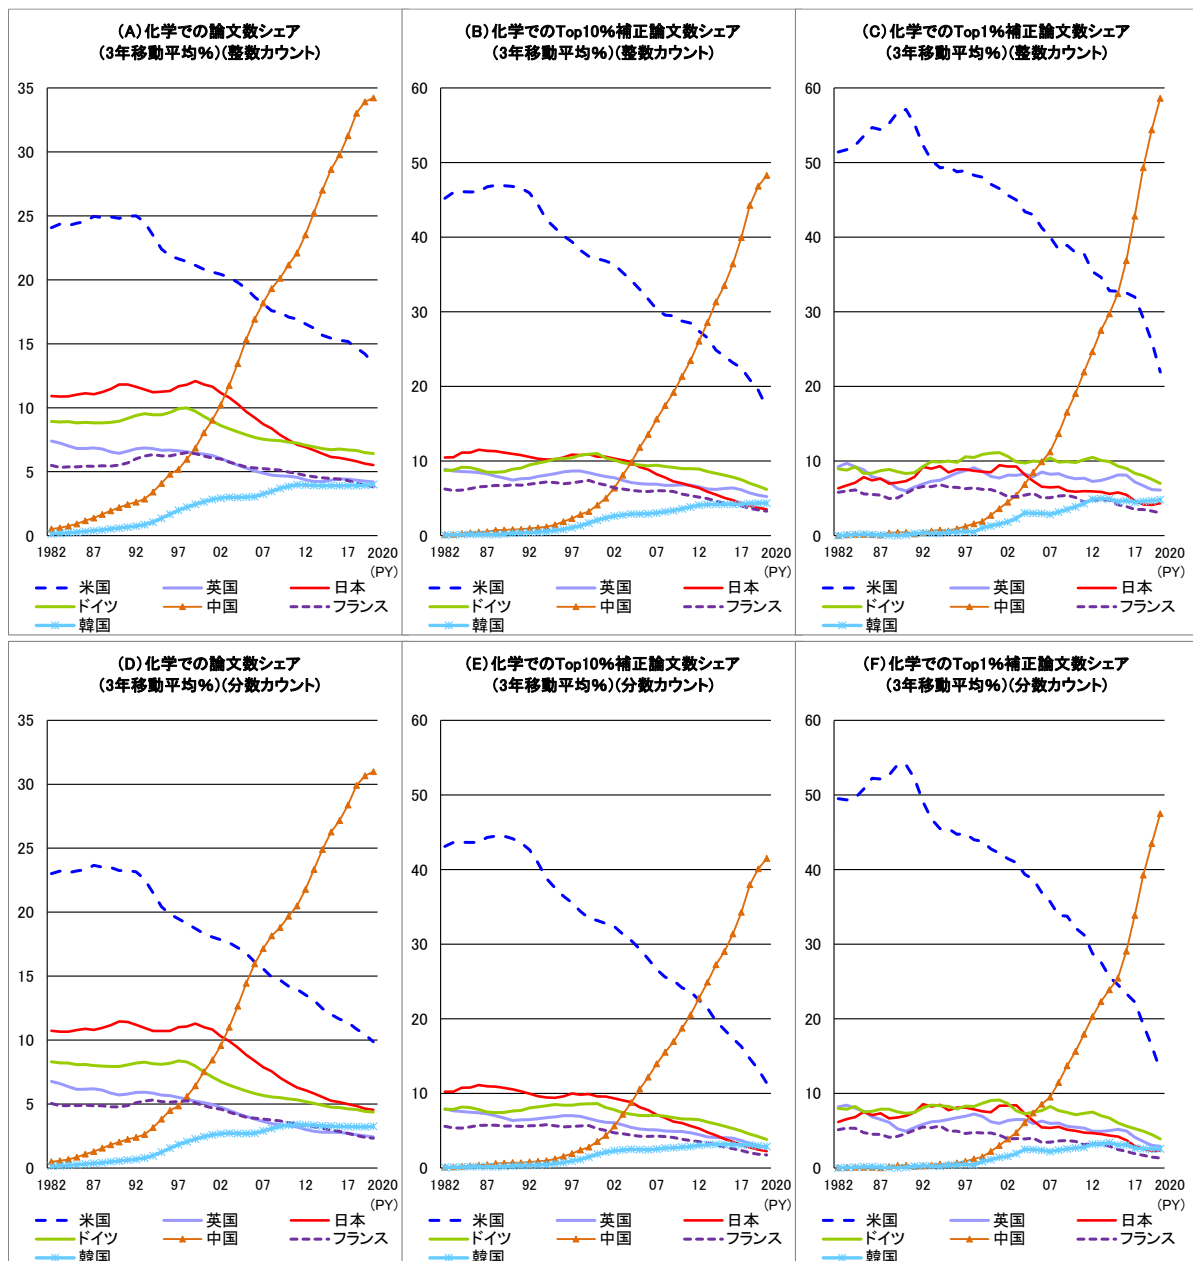 (A)化学での論文数シェア
(3年移動平均%)(整数カウント)
35
30
25
20
15
10
5
0
1982 87 92 97 02 07 12 17 2020
(PY)
米国 英国 日本
ドイツ 中国 フランス
韓国
(B)化学でのTop10%補正論文数シェア
(3年移動平均%)(整数カウント)
60
50
40
30
20
10
0
1982 87 92 97 02 07 12 17 2020
(PY)
米国 英国 日本
ドイツ 中国 フランス
韓国
(C)化学でのTop1%補正論文数シェア
(3年移動平均%)(整数カウント)
60
50
40
30
20
10
0
1982 87 92 97 02 07 12 17 2020
(PY)
米国 英国 日本
ドイツ 中国 フランス
韓国
(D)化学での論文数シェア
(3年移動平均%)(分数カウント)
35
30
25
20
15
10
5
0
1982 87 92 97 02 07 12 17 2020
(PY)
米国 英国 日本
ドイツ 中国 フランス
韓国
(E)化学でのTop10%補正論文数シェア
(3年移動平均%)(分数カウント)
60
50
40
30
20
10
0
1982 87 92 97 02 07 12 17 2020
(PY)
米国 英国 日本
ドイツ 中国 フランス
韓国
(F)化学でのTop1%補正論文数シェア
(3年移動平均%)(分数カウント)
60
50
40
30
20
10
0
1982 87 92 97 02 07 12 17 2020
(PY)
米国 英国 日本
ドイツ 中国 フランス
韓国